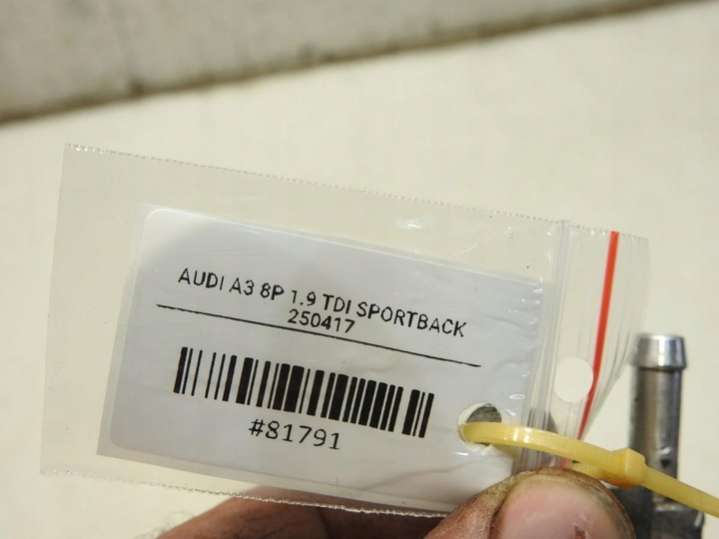 AUDI A3 8P 1.9 TDI SPORTBACK
250417
#81791